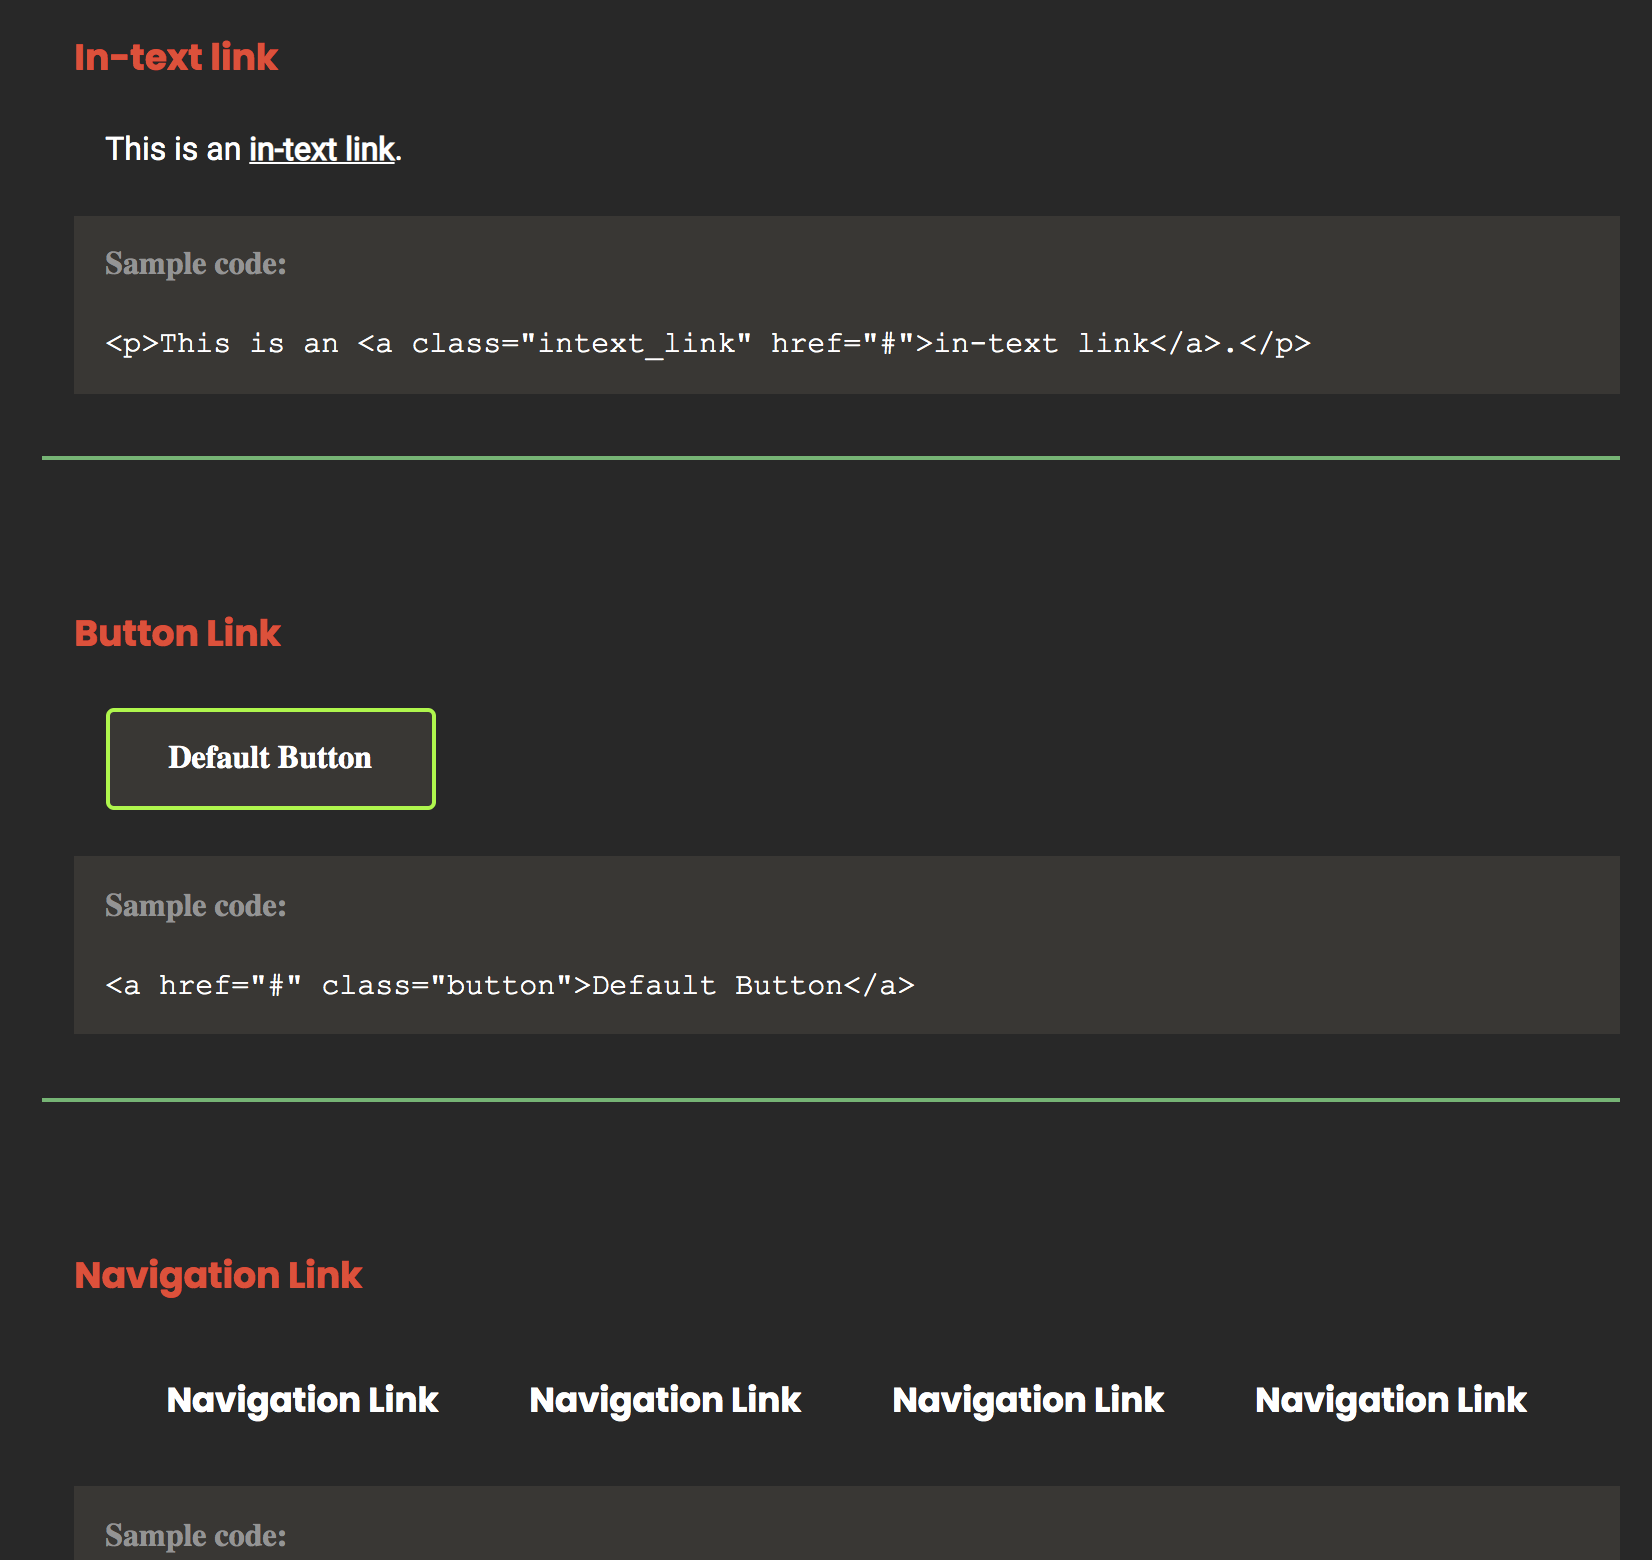 In-text link
This is an in-text link.
Sample code:
<p>This is an <a class="intext_link" href="#">in-text link</a>.</p>
Button Link
Default Button
Sample code:
<a href="#" class="button">Default Button</a>
Navigation Link
Navigation Link Navigation Link Navigation Link Navigation Link
Sample code: